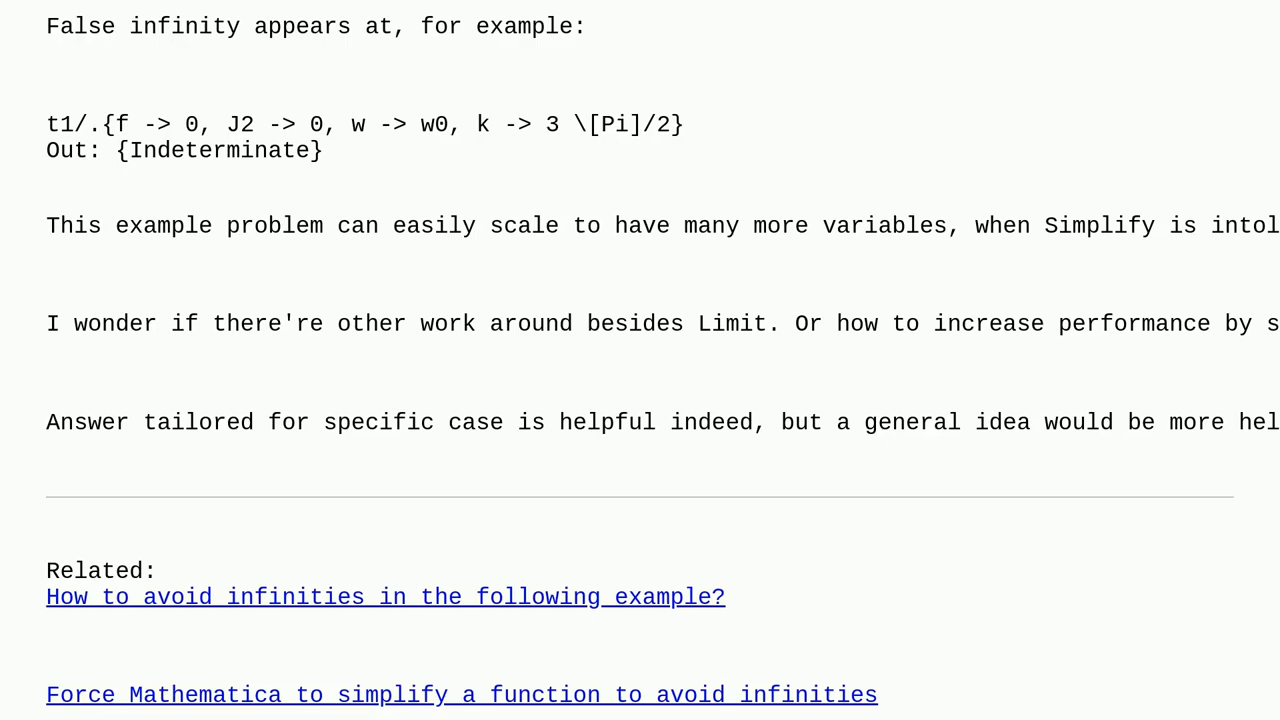 False infinity appears at, for example:
t1/.{f -> 0, J2 -> 0, w -> w0, k -> 3 \[Pi]/2}
Out: {Indeterminate}
This example problem can easily scale to have many more variables, when Simplify is
I wonder if there're other work around besides Limit. Or how to increase performance by
Answer tailored for specific case is helpful indeed, but a general idea would be more
Related:
How to avoid infinities in the following example?
Force Mathematica to simplify a function to avoid infinities